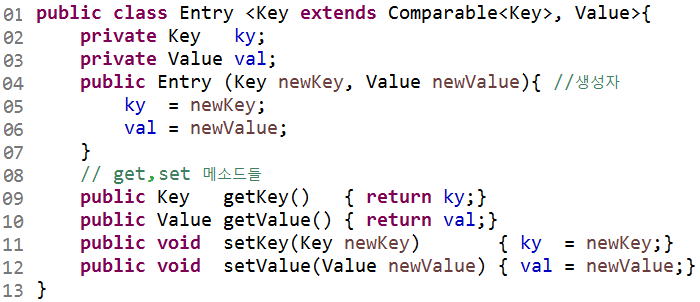 01 public class Entry <Key extends Comparable<Key>, Value>{
02     private Key   ky;
03     private Value val;
04     public Entry (Key newKey, Value newValue){ //생성자
05         ky  = newKey;
06         val = newValue;
07     }
08     // get,set 메소드들
09     public Key   getKey()   { return ky;}
10     public Value getValue() { return val;}
11     public void  setKey(Key newKey)       { ky  = newKey;}
12     public void  setValue(Value newValue) { val = newValue;}
13 }